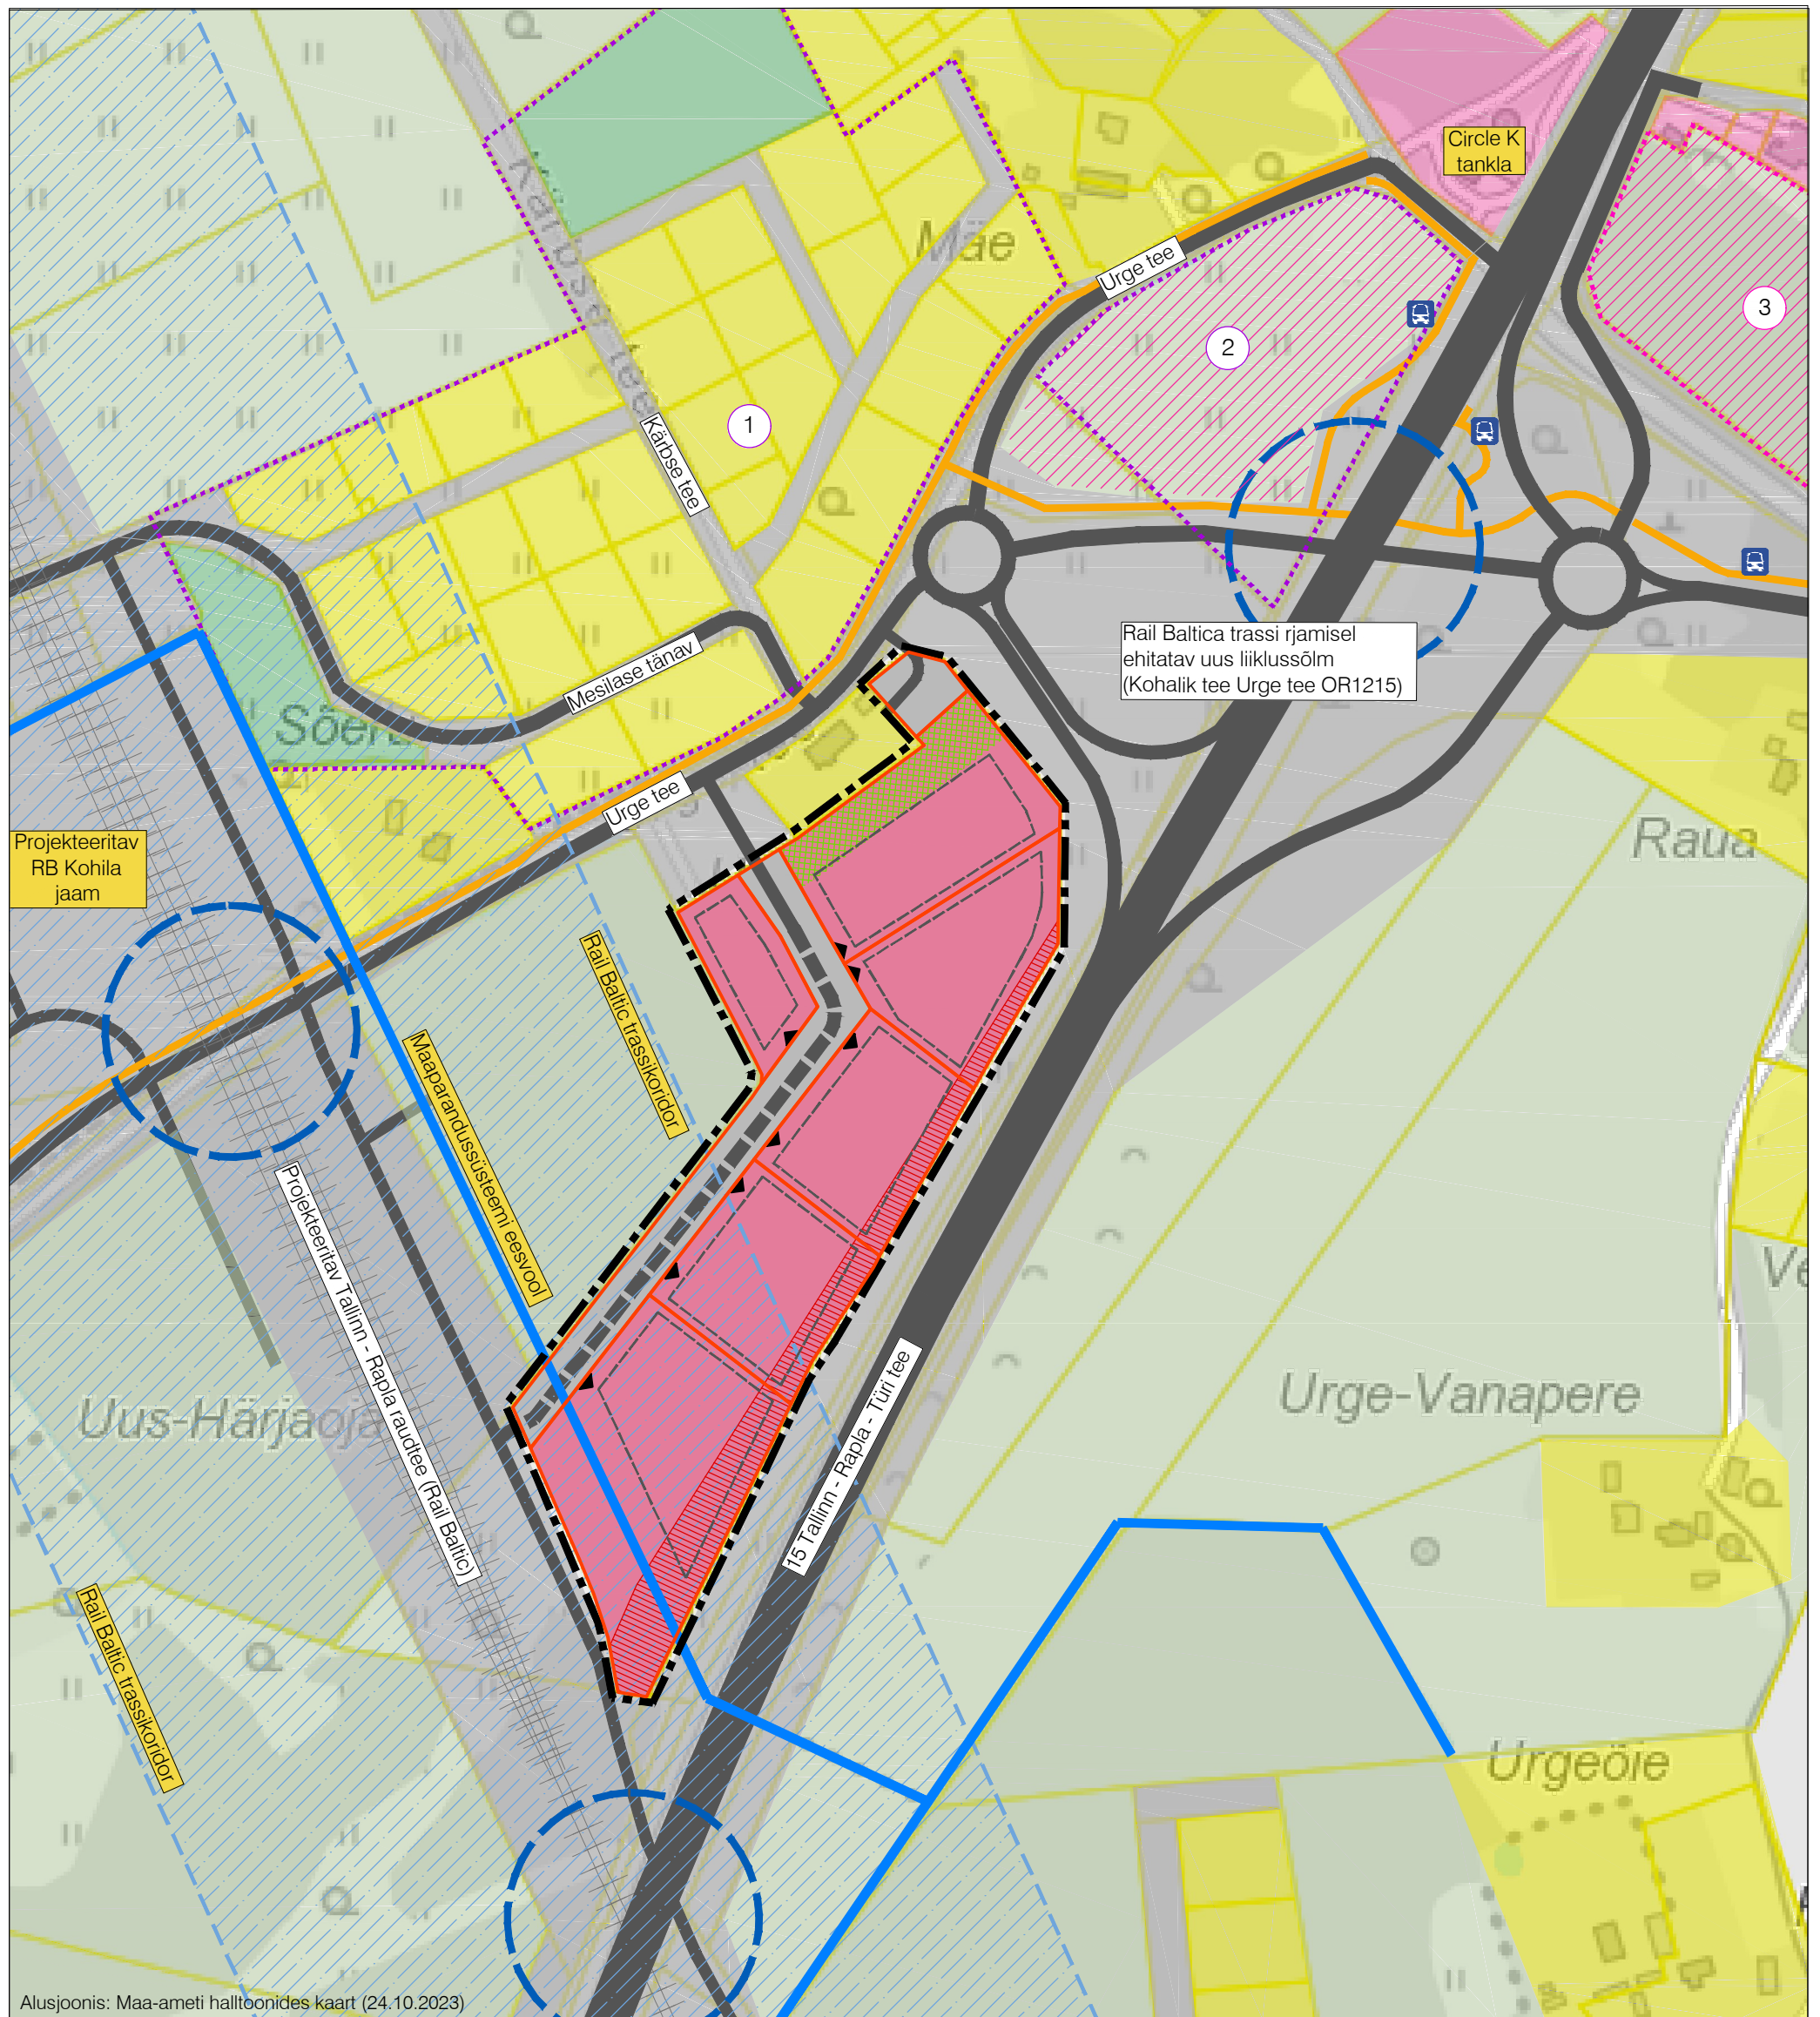 Circle K
tankla
Mäe
Urge tee
3
2
1
Kärbse tee
Kärbse tee
Rail Baltica trassi rjamisel
ehitatav uus liiklussõlm
(Kohalik tee Urge tee OR1215)
Mesilase tänav
Urge tee
Raua
Projekteeritav
RB Kohila
jaam
Rail Baltic trassikoridor
Maaparandussüsteemi eesvool
Projekteeritav Tallinn - Rapla raudtee (Rail Baltic)
15 Tallinn - Rapla - Türi tee
Uus-Härjaoja
Urge-Vanapere
Rail Baltic trassikoridor
Urgeöie
Alusjoonis: Maa-ameti halltoonides kaart (24.10.2023)